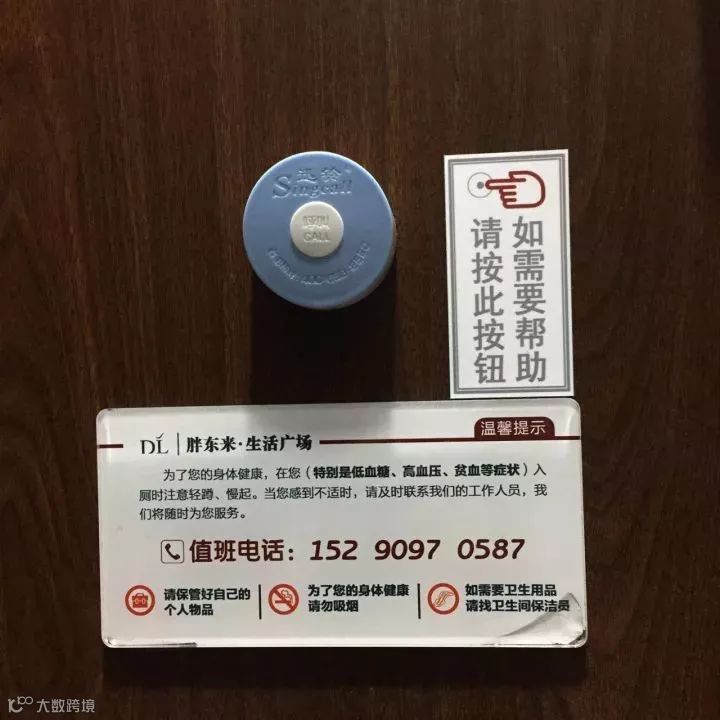 迅铃
Singcall
呼叫
CALL
如需要帮助
请按此按钮
DL 胖东来·生活广场
温馨提示
为了您的身体健康，在您（特别是低血糖、高血压、贫血等症状）入
厕时注意轻蹲、慢起。当您感到不适时，请及时联系我们的工作人员，我
们将随时为您服务。
值班电话：152 9097 0587
请保管好自己的
个人物品
为了您的身体健康
请勿吸烟
如需要卫生用品
请找卫生间保洁员
大数跨境